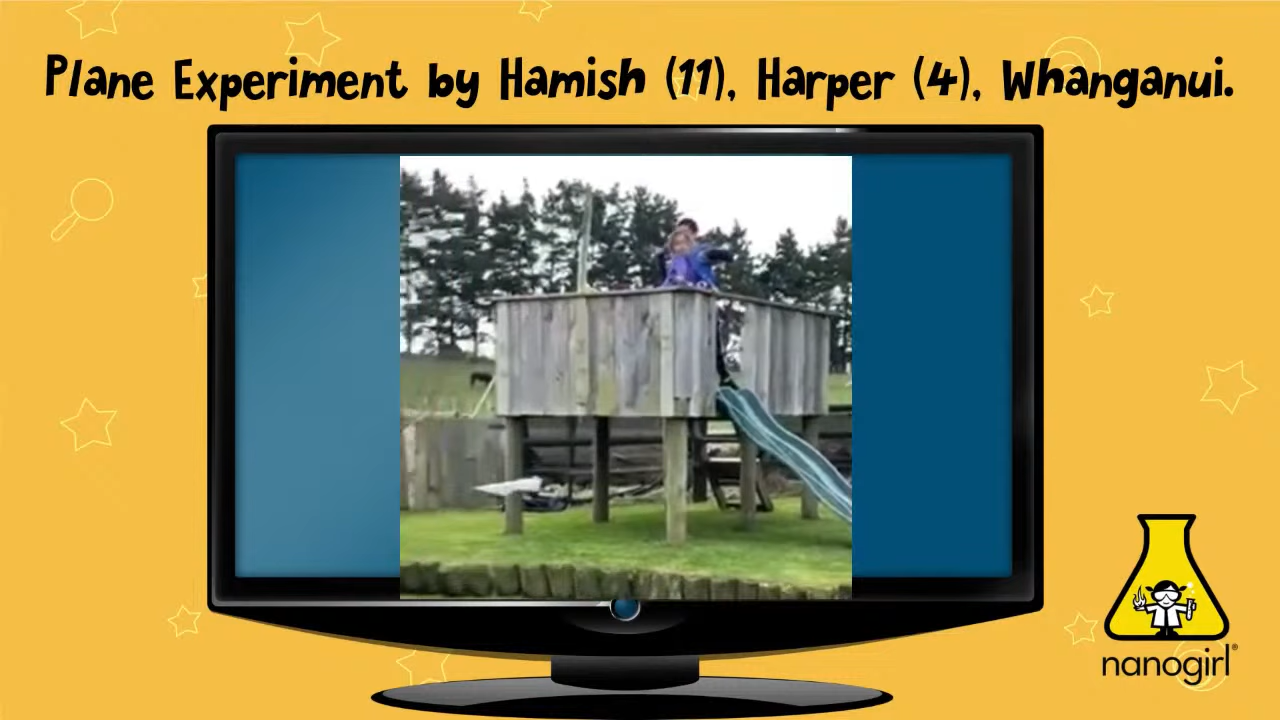 Plane Experiment by Hamish (11), Harper (4), Whanganui.
nanogirl®